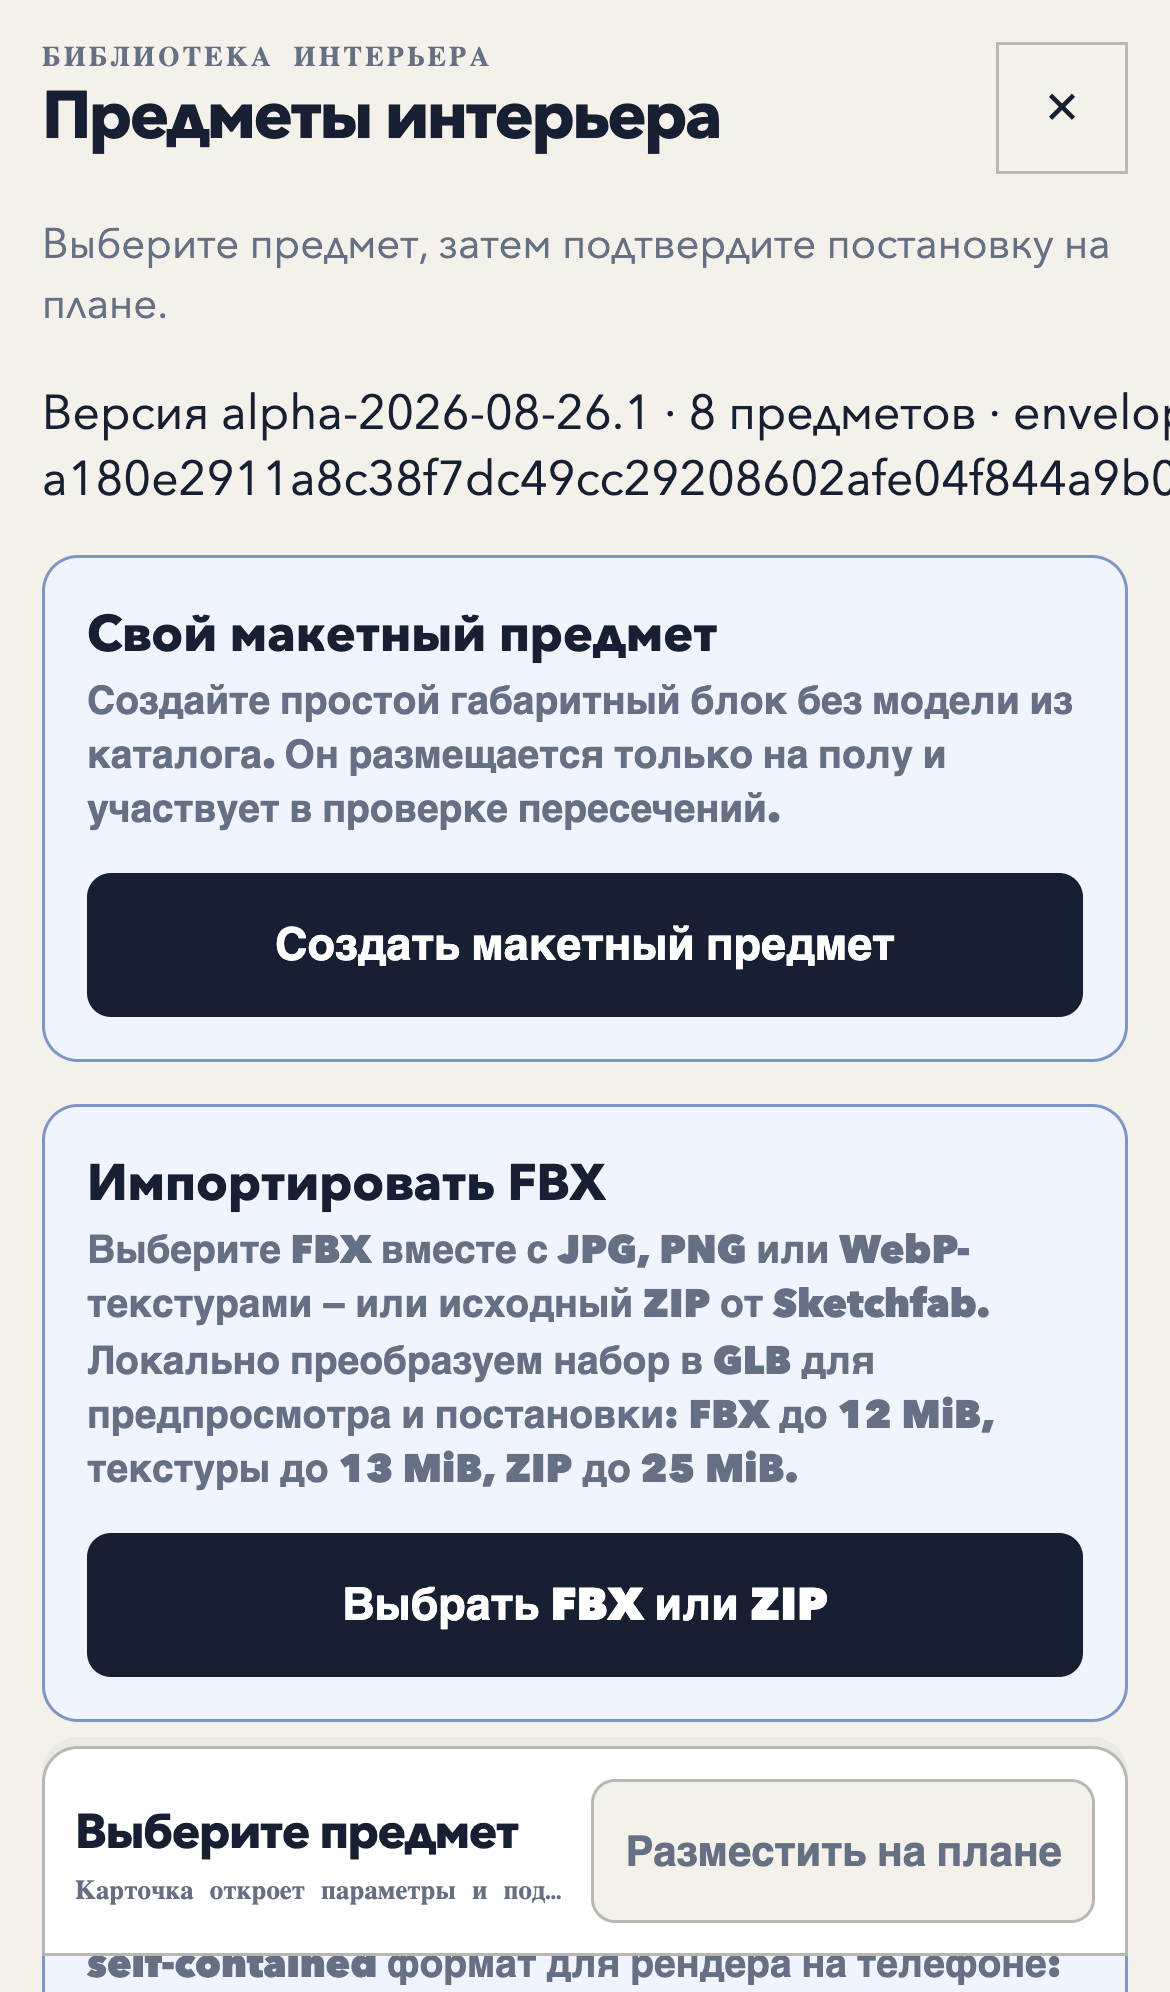 БИБЛИОТЕКА ИНТЕРЬЕРА
Предметы интерьера
×
Выберите предмет, затем подтвердите постановку на
плане.
Версия alpha-2026-08-26.1 · 8 предметов · envelop
a180e2911a8c38f7dc49cc29208602afe04f844a9b0
Свой макетный предмет
Создайте простой габаритный блок без модели из
каталога. Он размещается только на полу и
участвует в проверке пересечений.
Создать макетный предмет
Импортировать FBX
Выберите FBX вместе с JPG, PNG или WebP-
текстурами – или исходный ZIP от Sketchfab.
Локально преобразуем набор в GLB для
предпросмотра и постановки: FBX до 12 MiB,
текстуры до 13 MiB, ZIP до 25 MiB.
Выбрать FBX или ZIP
Выберите предмет
Карточка откроет параметры и под...
Разместить на плане
self-contained формат для рендера на телефоне: